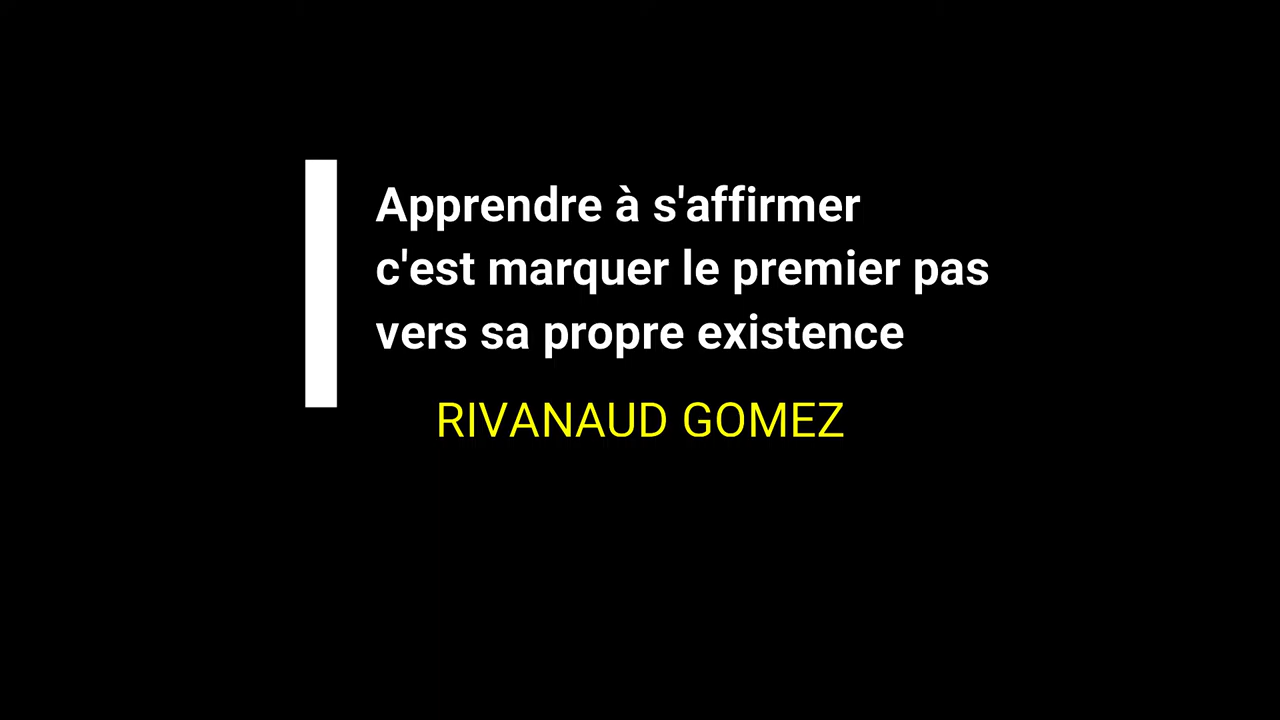 Apprendre à s'affirmer
c'est marquer le premier pas
vers sa propre existence
RIVANAUD GOMEZ